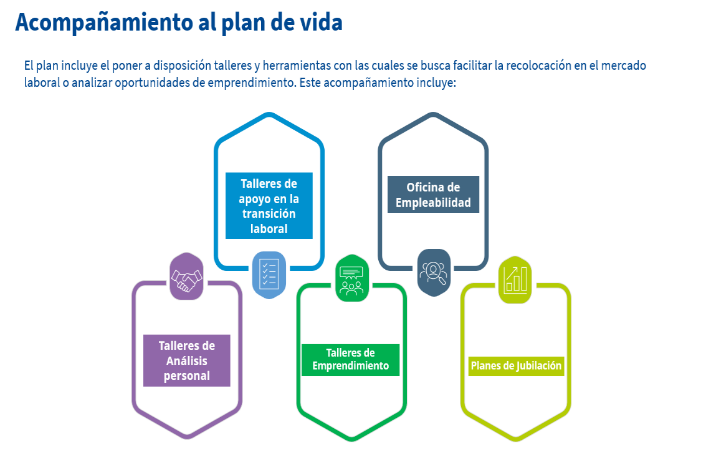 Acompañamiento al plan de vida
El plan incluye el poner a disposición talleres y herramientas con las cuales se busca facilitar la recolocación en el mercado
laboral o analizar oportunidades de emprendimiento. Este acompañamiento incluye:
Talleres de
apoyo en la
transición
laboral
Oficina de
Empleabilidad
Talleres de
Análisis
personal
Talleres de
Emprendimiento
Planes de Jubilación